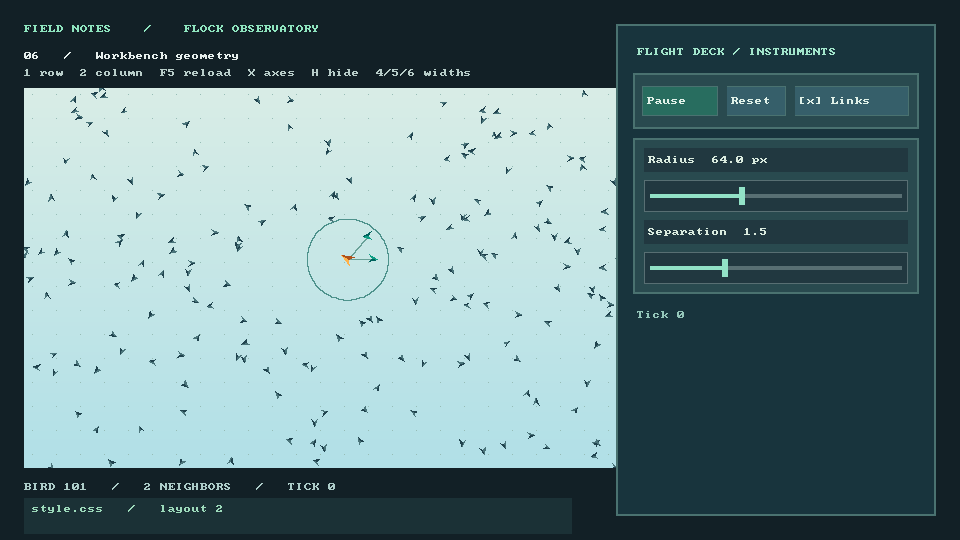 FIELD NOTES / FLOCK OBSERVATORY
06 / Workbench geometry
1 row 2 column F5 reload X axes H hide 4/5/6 widths
FLIGHT DECK / INSTRUMENTS
Pause Reset [x] Links
Radius 64.0 px
Separation 1.5
Tick 0
BIRD 101 / 2 NEIGHBORS / TICK 0
style.css / layout 2